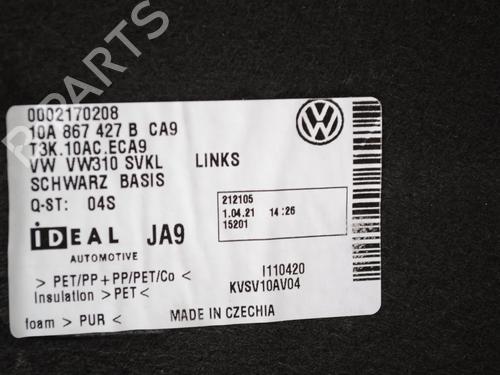 PARTS
0002170208
10A 867 427 B CA9
T3K.10AC.ECA9
VW VW310 SVKL LINKS
SCHWARZ BASIS
Q-ST: 04S
212105
1.04.21 14:26
15201
iDEAL JA9
AUTOMOTIVE
> PET/PP + PP/PET/Co <
Insulation > PET <
I110420
KVSV10AV04
foam > PUR <
MADE IN CZECHIA